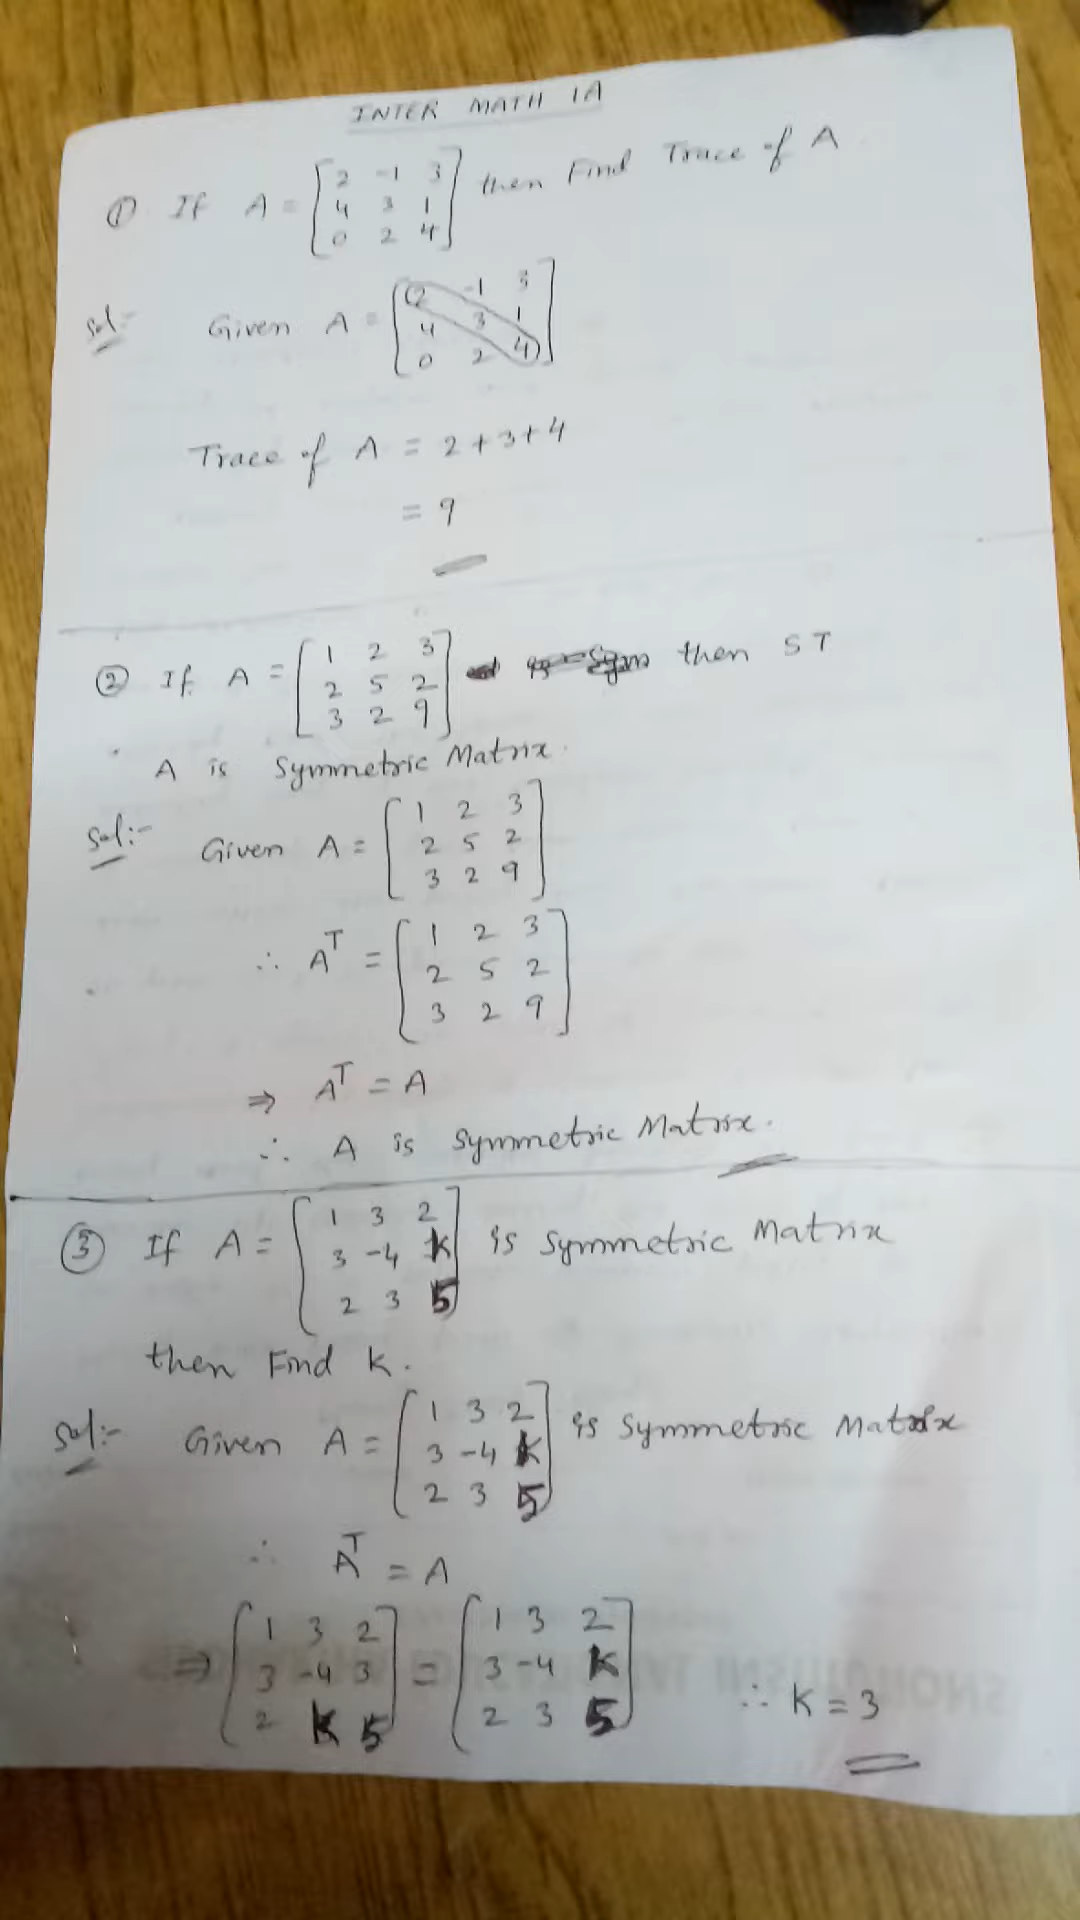 INTER MATH 1A
① If A = [2 -1 3
4 3 1
0 2 4] then Find Trace of A
Sol:- Given A = [2 -1 3
4 3 1
0 2 4]
Trace of A = 2+3+4
= 9
② If A = [1 2 3
2 5 2
3 2 9] then S T
A is Symmetric Matrix.
Sol:- Given A = [1 2 3
2 5 2
3 2 9]
∴ A^T = [1 2 3
2 5 2
3 2 9]
⇒ A^T = A
∴ A is Symmetric Matrix.
③ If A = [1 3 2
3 -4 K
2 3 5] is Symmetric Matrix
then Find K.
Sol:- Given A = [1 3 2
3 -4 K
2 3 5] is Symmetric Matrix
∴ A^T = A
⇒ [1 3 2
3 -4 3
2 K 5] = [1 3 2
3 -4 K
2 3 5] ∴ K = 3